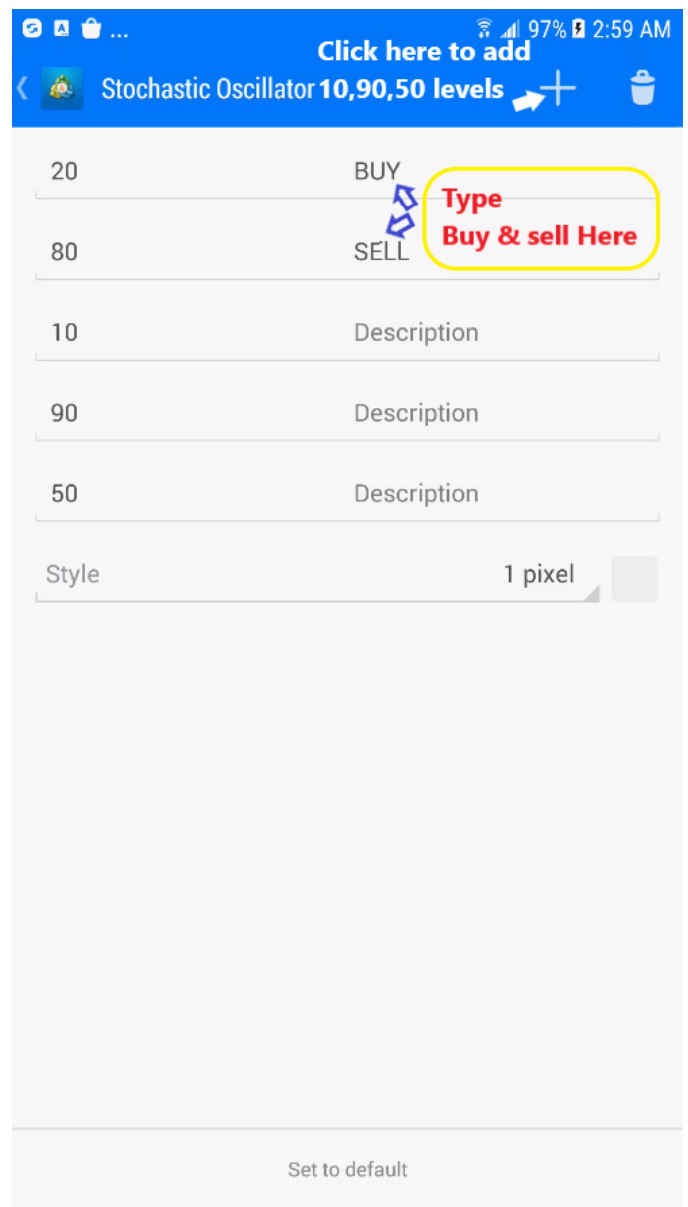 ... 97% 2:59 AM
Click here to add
Stochastic Oscillator 10,90,50 levels
20 BUY
Type
Buy & sell Here
80 SELL
10 Description
90 Description
50 Description
Style 1 pixel
Set to default